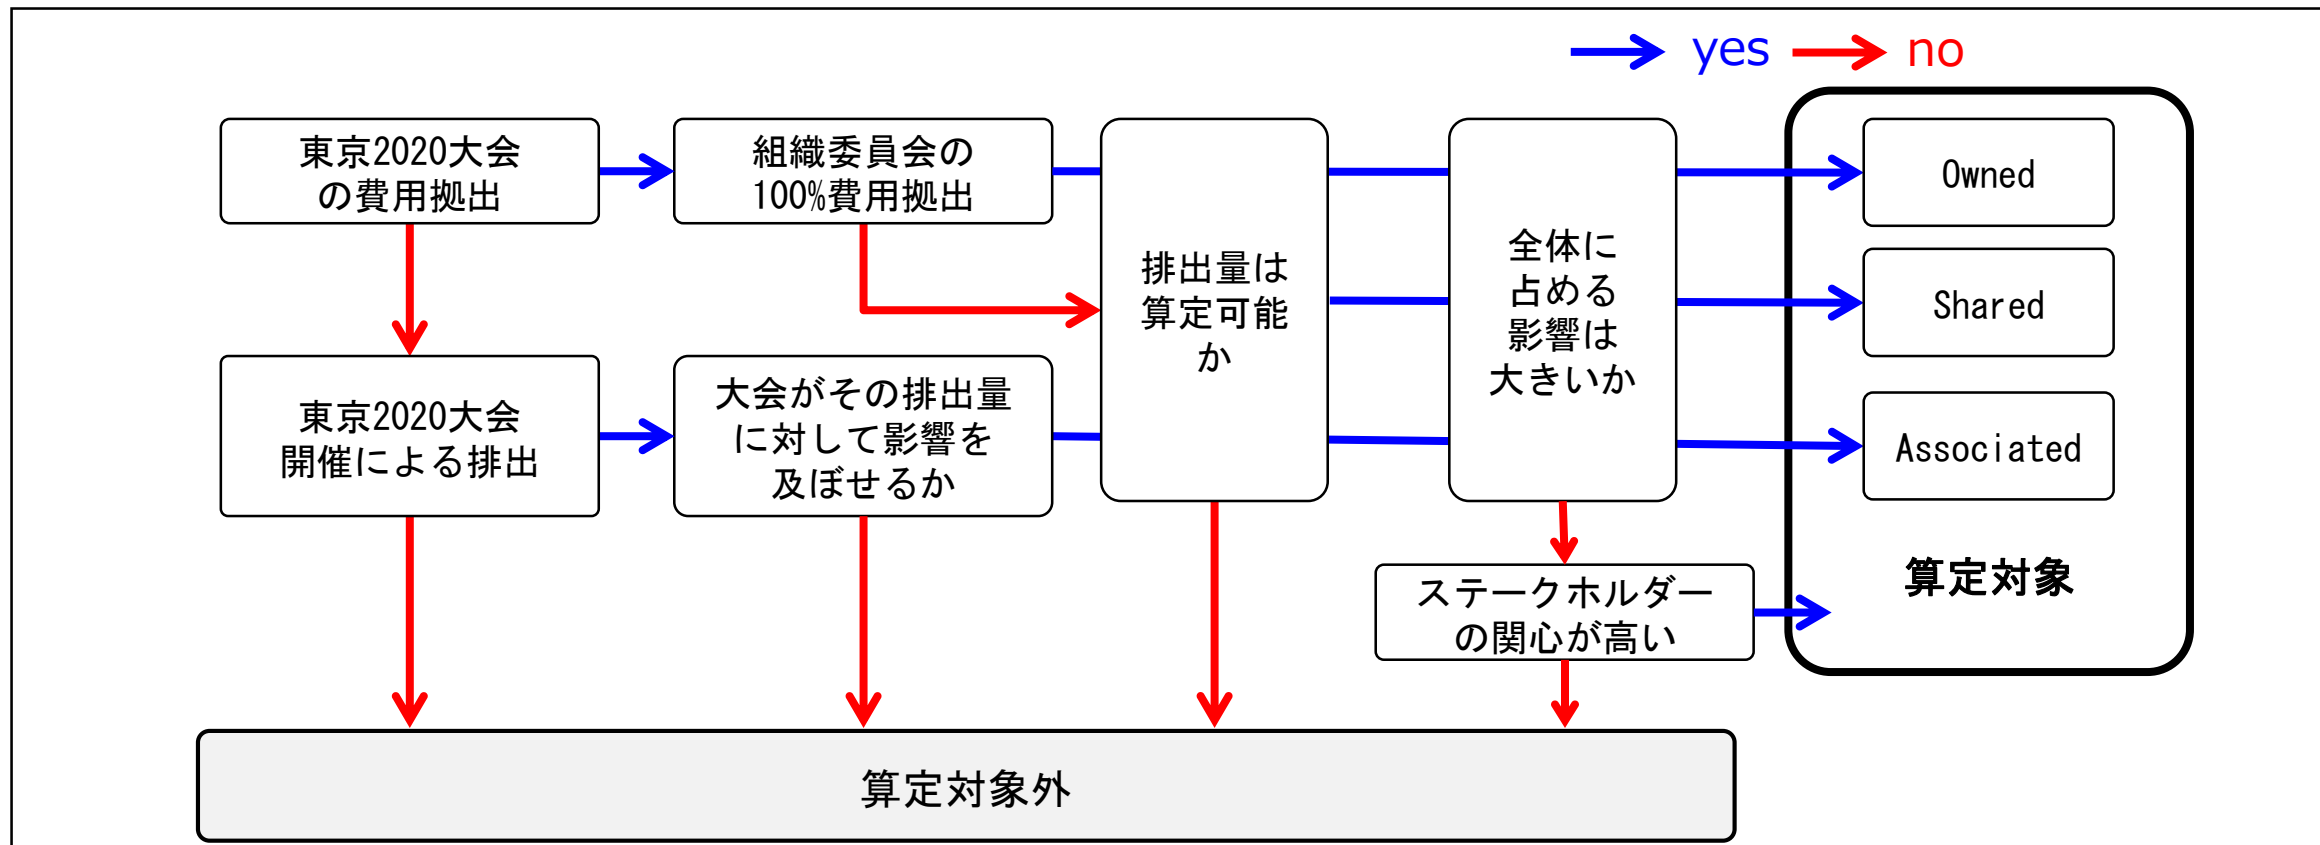 yes
no
東京2020大会
の費用拠出
組織委員会の
100%費用拠出
排出量は
算定可能
か
全体に
占める
影響は
大きいか
Owned
Shared
Associated
算定対象
東京2020大会
開催による排出
大会がその排出量
に対して影響を
及ぼせるか
ステークホルダー
の関心が高い
算定対象外